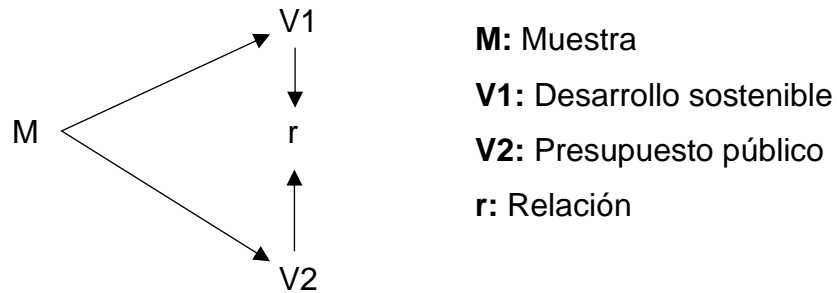 V1
M
r
V2
M: Muestra
V1: Desarrollo sostenible
V2: Presupuesto público
r: Relación